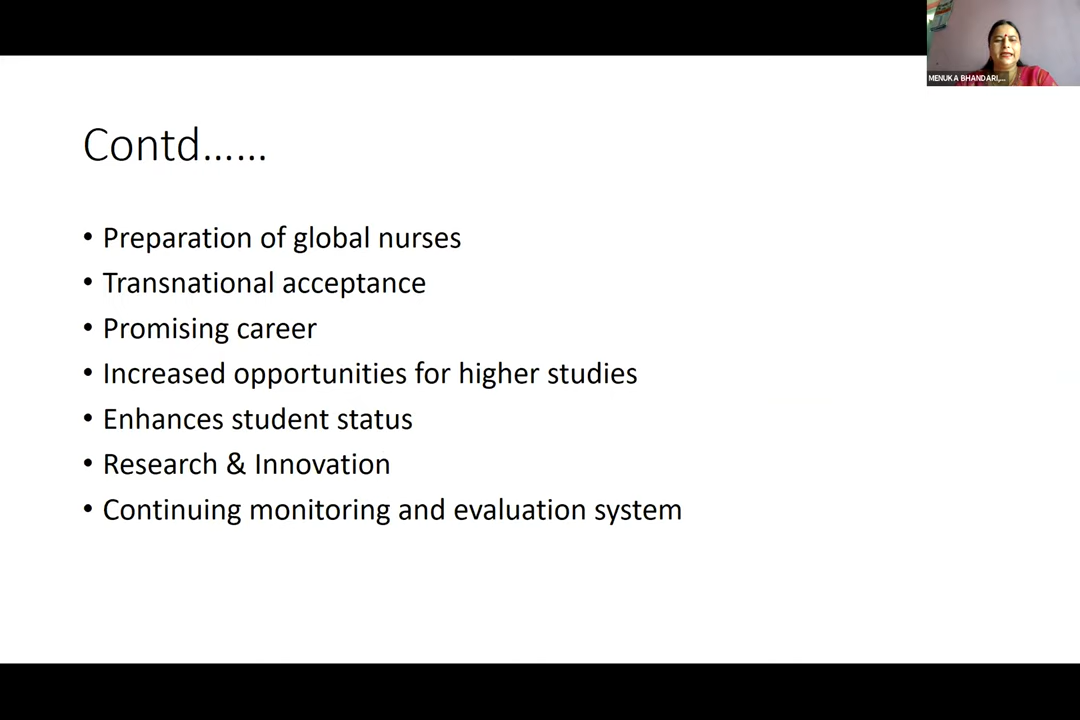 MENUKA BHANDARI,...
Contd......
• Preparation of global nurses
• Transnational acceptance
• Promising career
• Increased opportunities for higher studies
• Enhances student status
• Research & Innovation
• Continuing monitoring and evaluation system